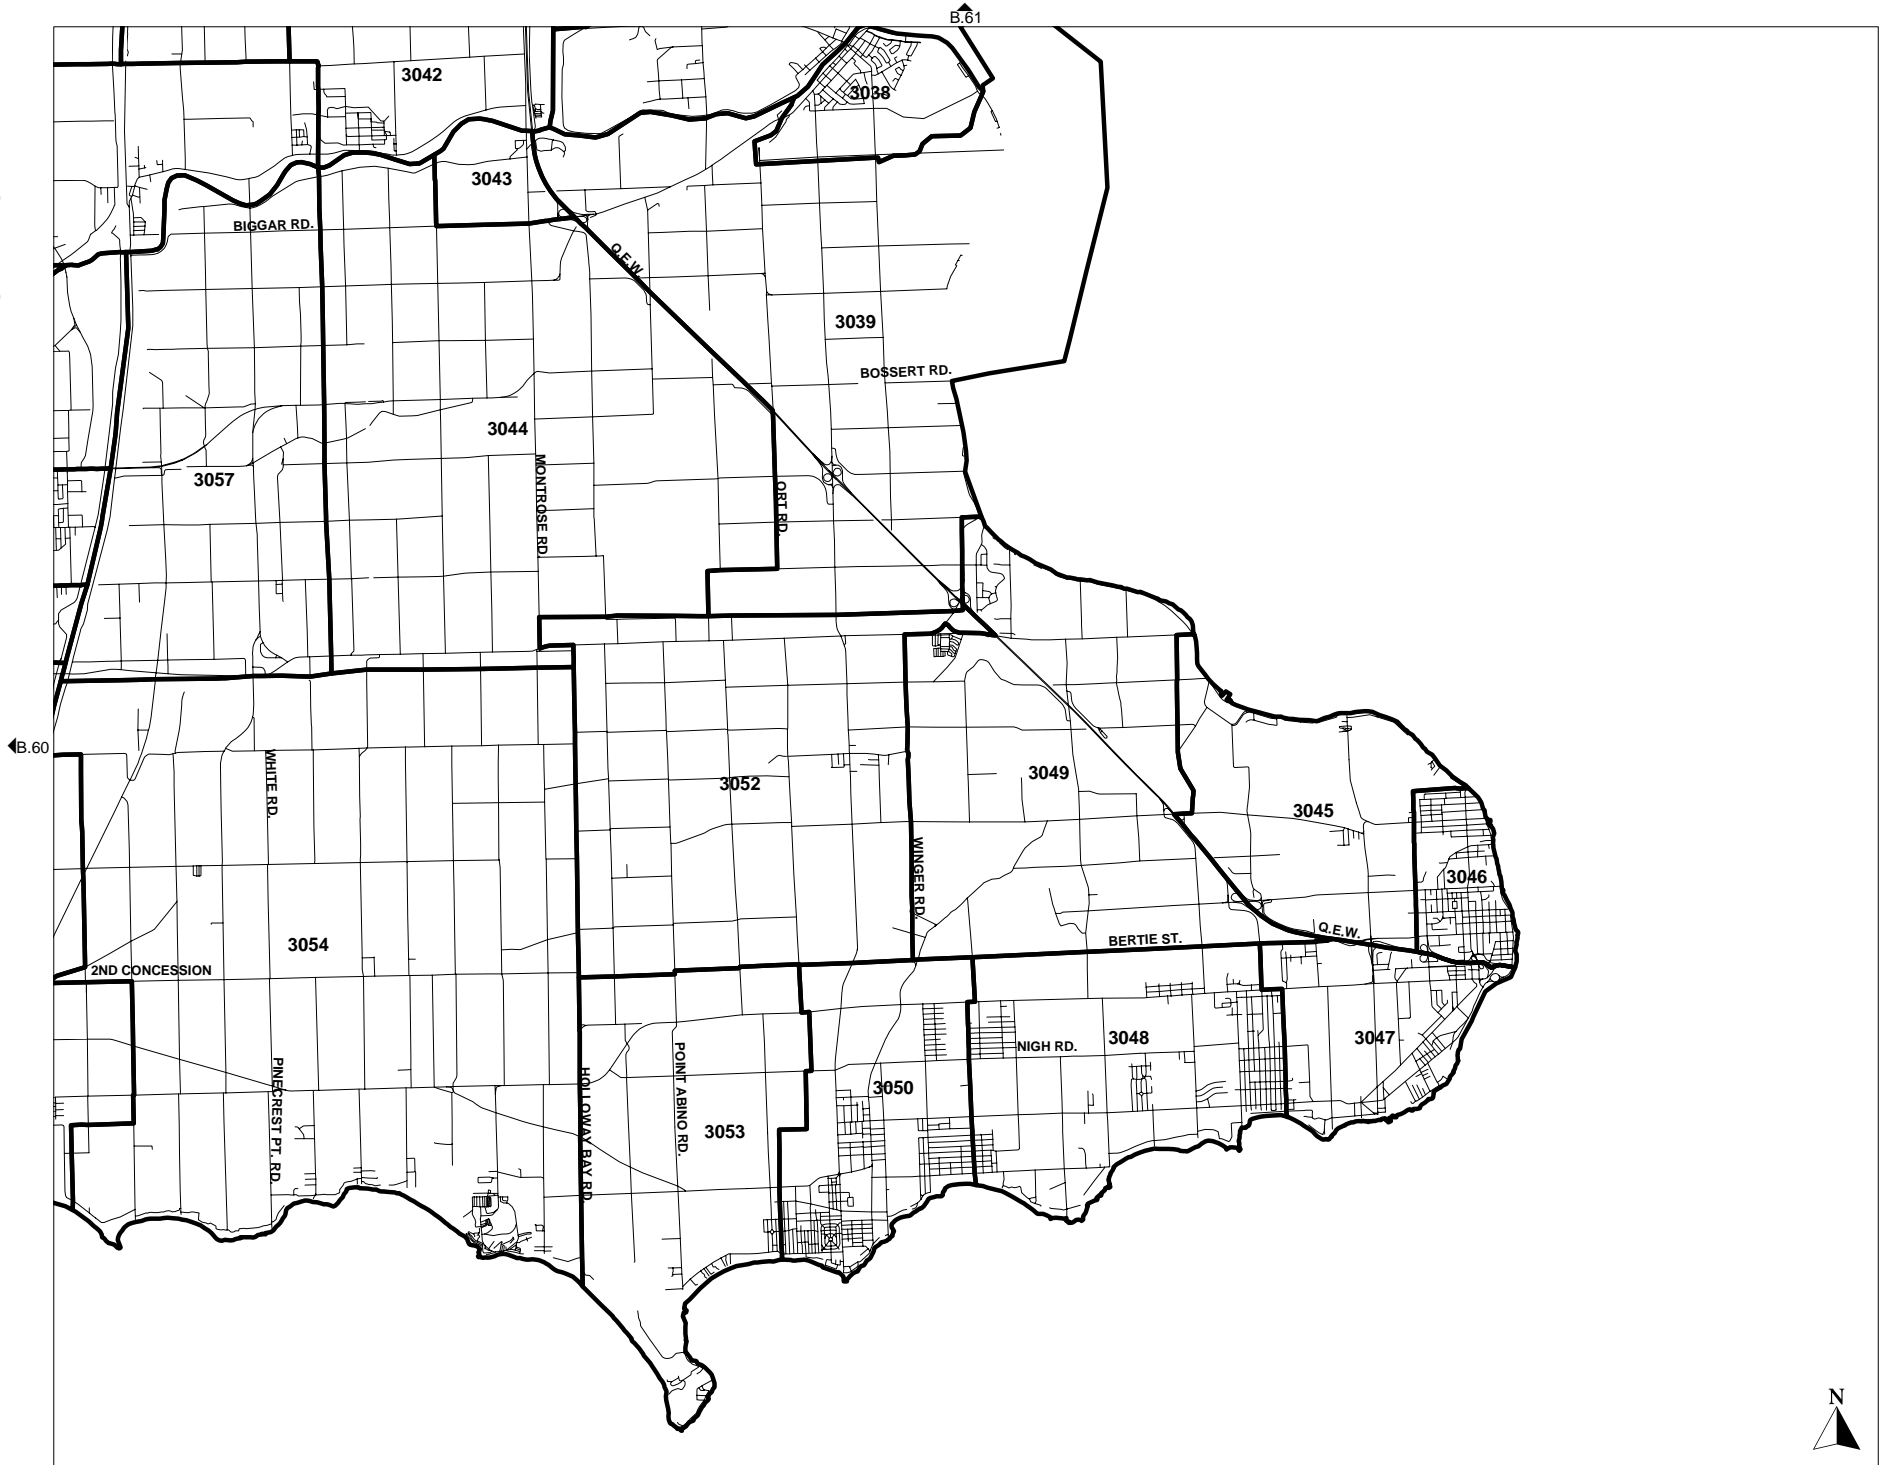 B.61
3042
3038
3043
BIGGAR RD.
Q.E.W.
3039
BOSSERT RD.
3044
MONTROSE RD.
3057
ORT RD.
B.60
WHITE RD.
3052
3049
3045
WINGER RD.
3046
3054
BERTIE ST.
Q.E.W.
2ND CONCESSION
NIGH RD.
3048
3047
PINECREST PT. RD.
HOLLOWAY BAY RD.
POINT ABINO RD.
3050
3053
N